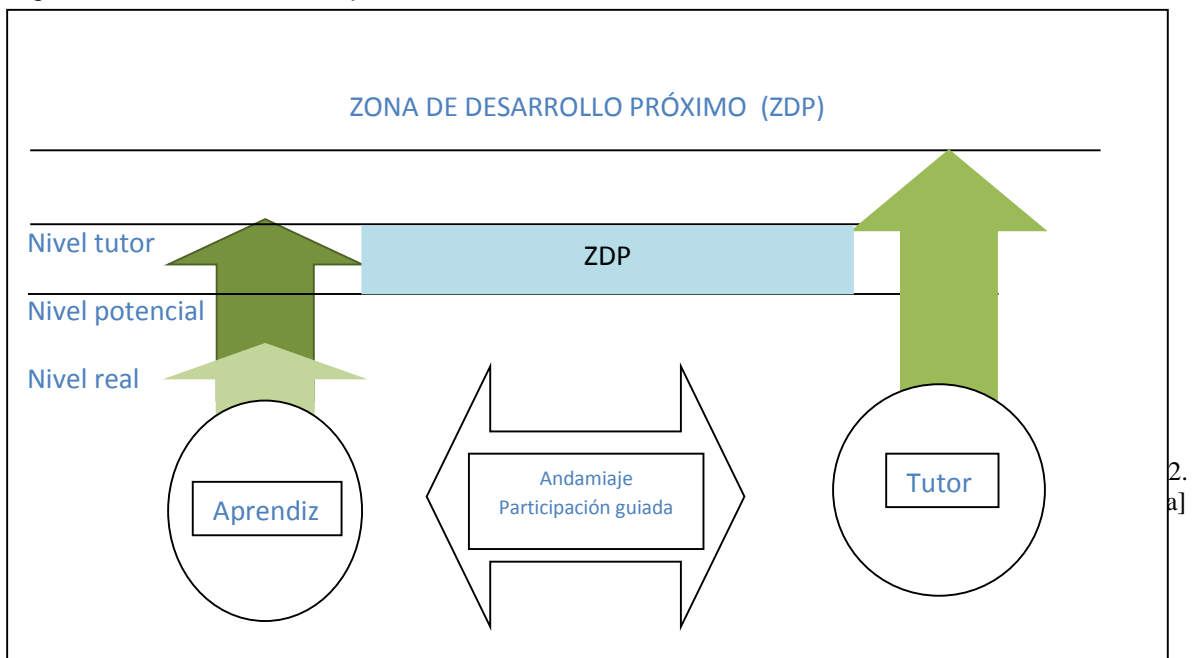 ZONA DE DESARROLLO PRÓXIMO (ZDP)
Nivel tutor
ZDP
Nivel potencial
Nivel real
Andamiaje
Participación guiada
Aprendiz
Tutor
2.
a]